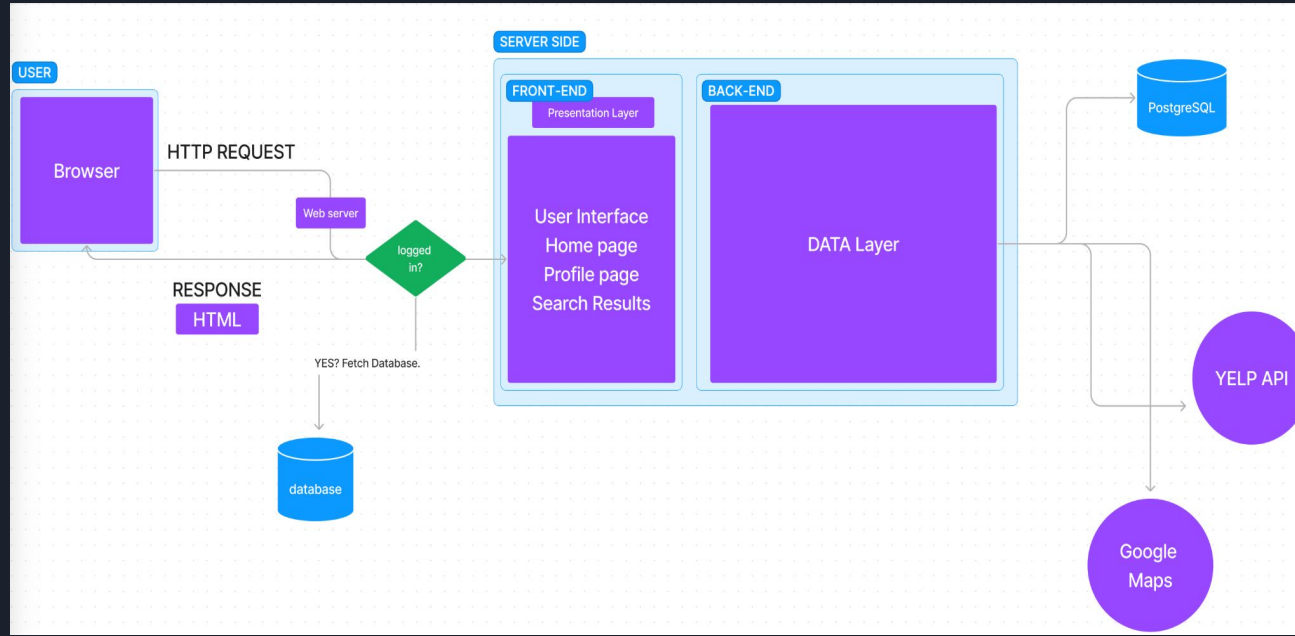 USER
Browser
HTTP REQUEST
Web server
RESPONSE
HTML
logged
in?
YES? Fetch Database.
database
SERVER SIDE
FRONT-END
Presentation Layer
User Interface
Home page
Profile page
Search Results
BACK-END
DATA Layer
PostgreSQL
YELP API
Google
Maps